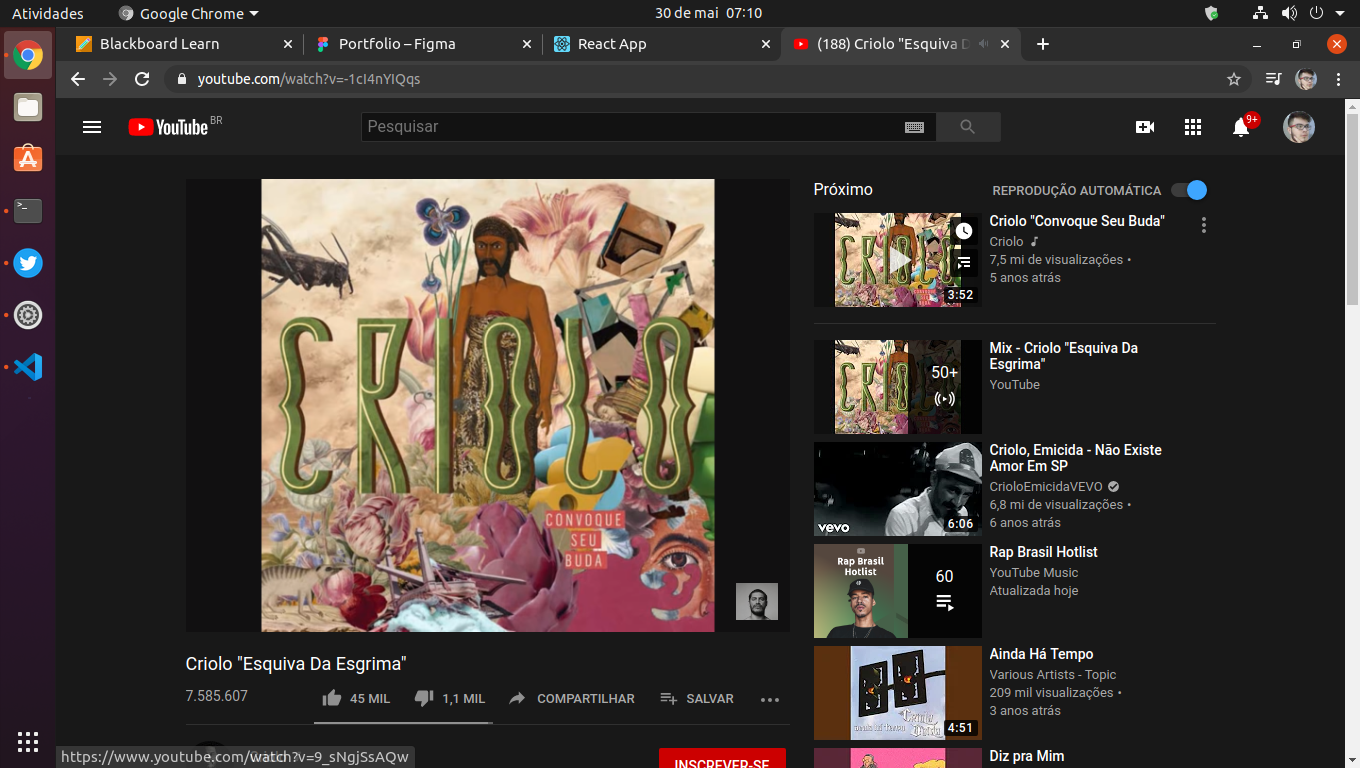 Atividades
Google Chrome
30 de mai 07:10
Blackboard Learn
Portfolio – Figma
React App
(188) Criolo "Esquiva D
youtube.com/watch?v=-1cI4nYIQqs
YouTube BR
Pesquisar
9+
CRIOLO
CONVOQUE
SEU
BUDA
Criolo "Esquiva Da Esgrima"
7.585.607
45 MIL
1,1 MIL
COMPARTILHAR
SALVAR
INSCREVER-SE
https://www.youtube.com/watch?v=9_sNgjSsAQw
Próximo
REPRODUÇÃO AUTOMÁTICA
CRIOLO
CONVOQUE
SEU
BUDA
3:52
Criolo "Convoque Seu Buda"
Criolo
7,5 mi de visualizações •
5 anos atrás
50+
Mix - Criolo "Esquiva Da
Esgrima"
YouTube
vevo
6:06
Criolo, Emicida - Não Existe
Amor Em SP
CrioloEmicidaVEVO
6,8 mi de visualizações •
6 anos atrás
Rap Brasil
Hotlist
60
Rap Brasil Hotlist
YouTube Music
Atualizada hoje
4:51
Ainda Há Tempo
Various Artists - Topic
209 mil visualizações •
3 anos atrás
Diz pra Mim